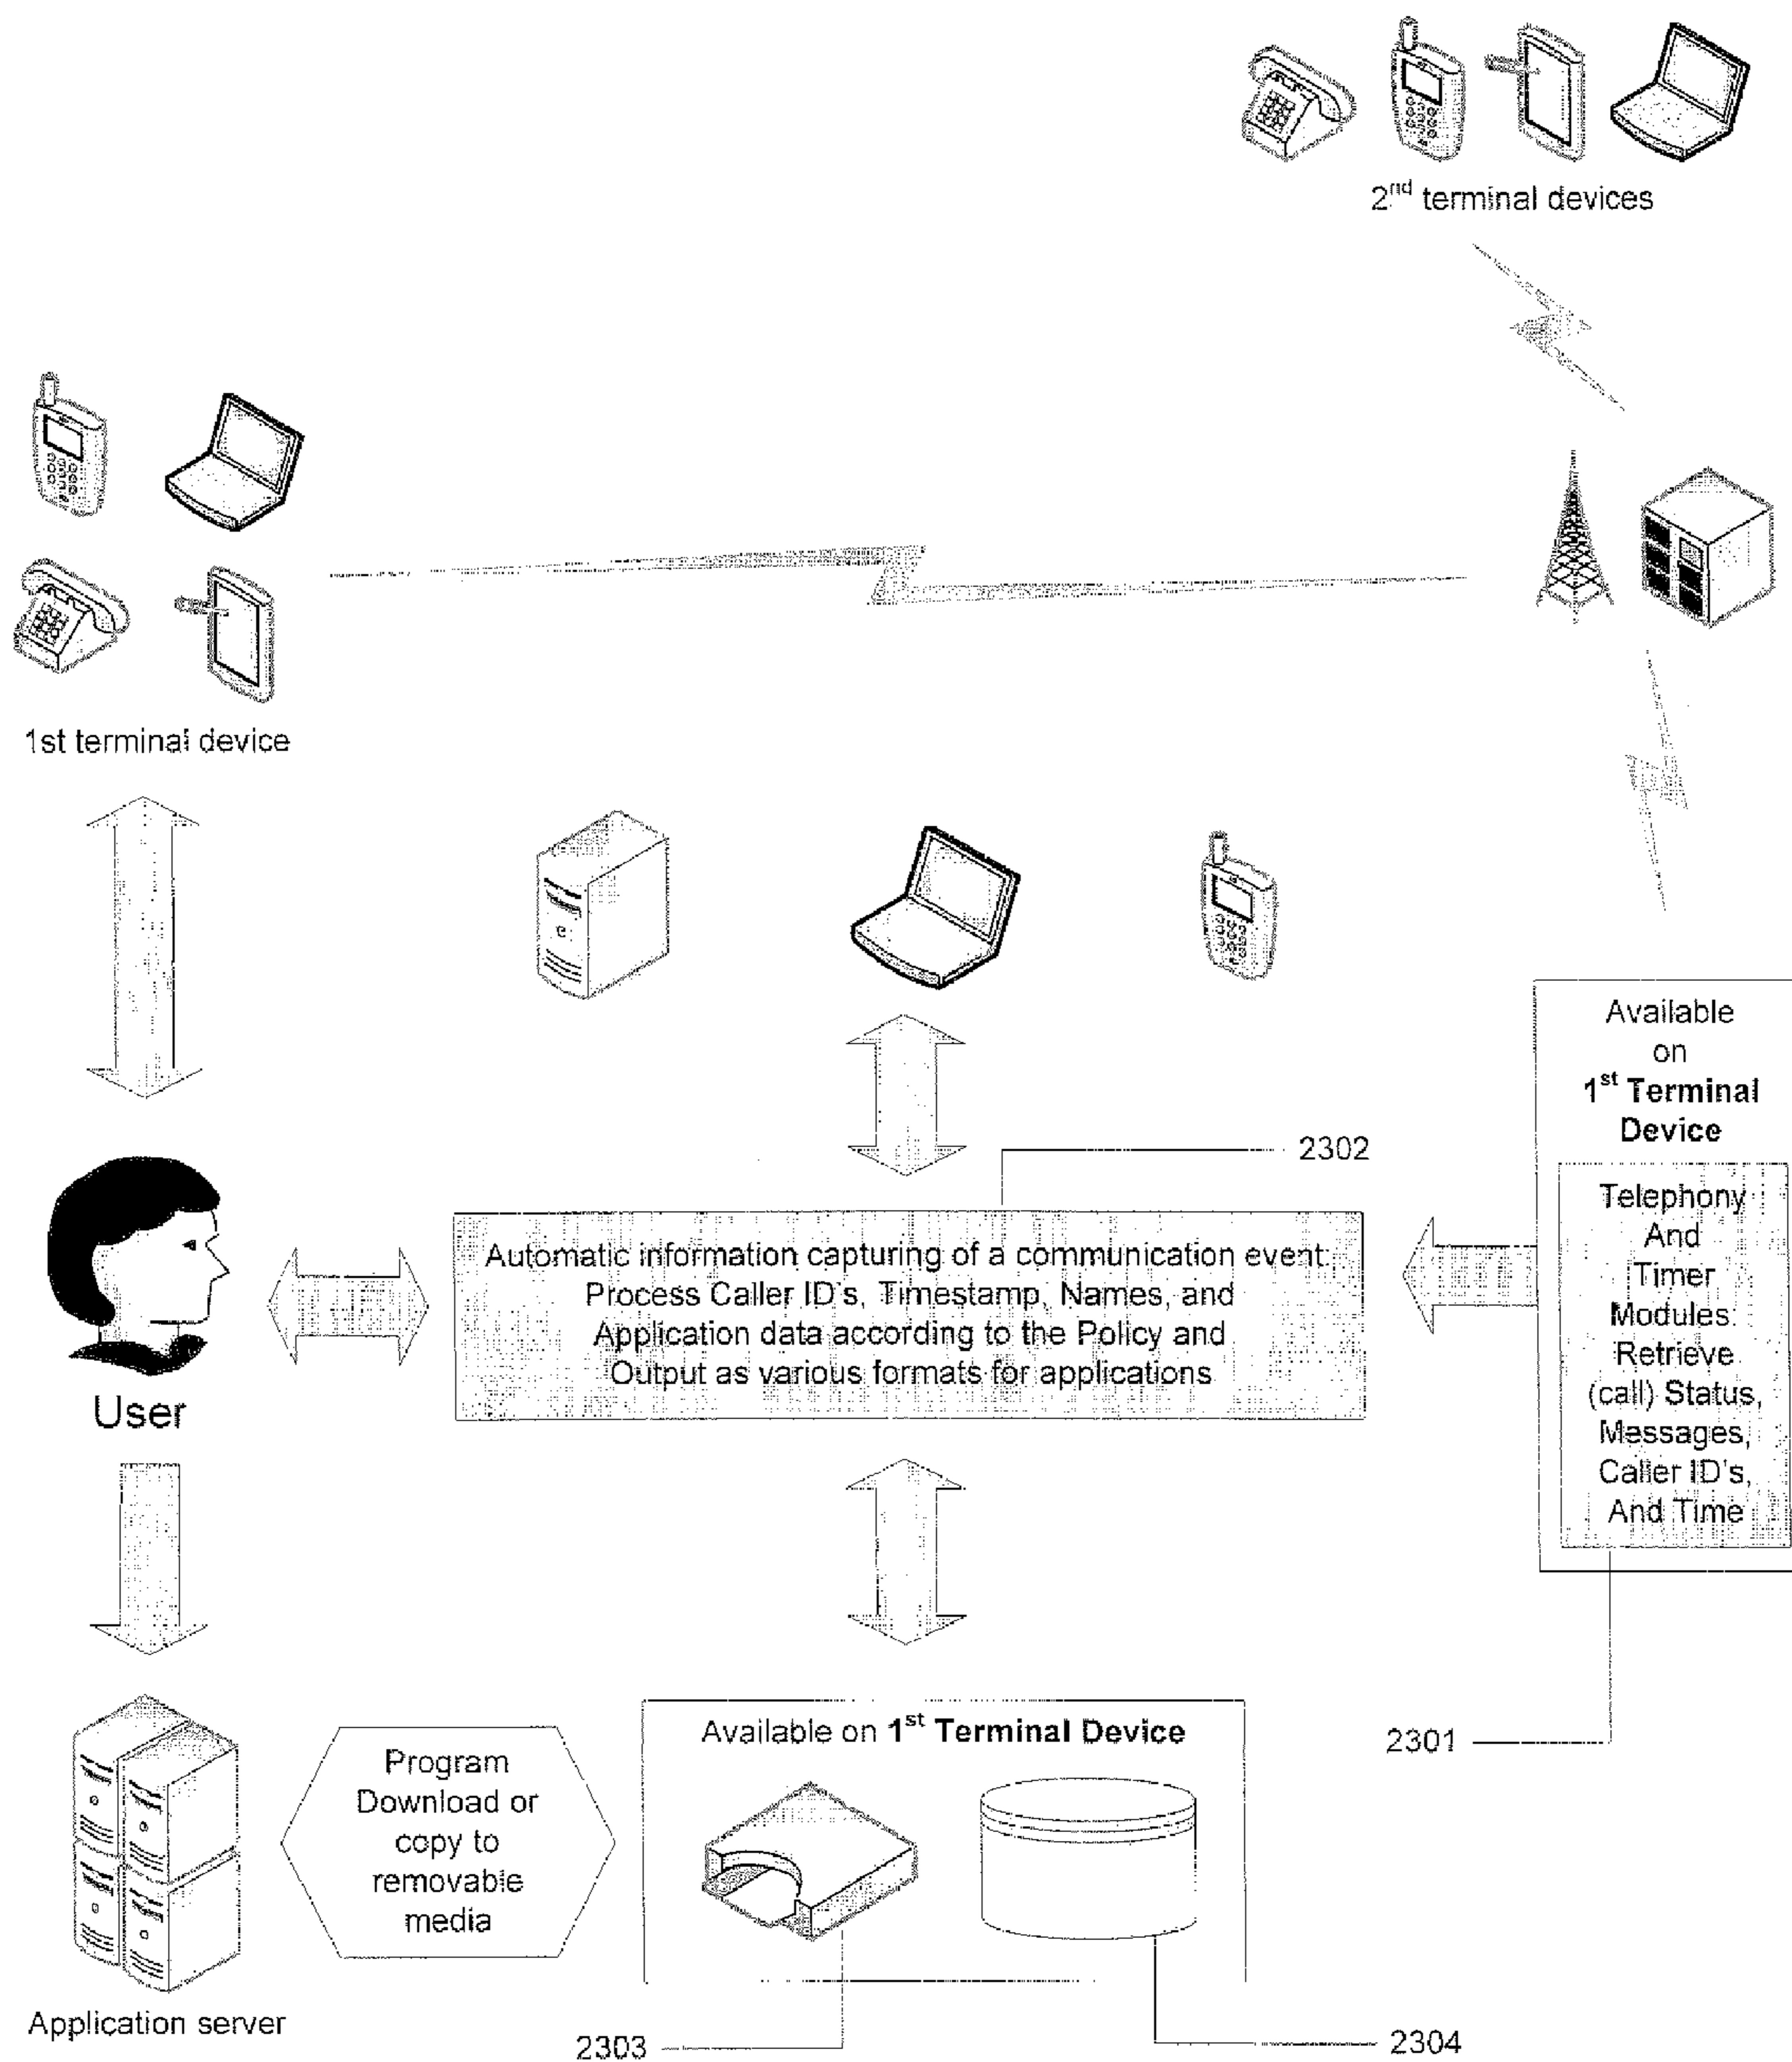 2nd terminal devices
1st terminal device
Available
on
1st Terminal
Device
2302
Telephony
And
Timer
Modules:
Retrieve
(call) Status,
Messages,
Caller ID's,
And Time
Automatic information capturing of a communication event:
Process Caller ID's, Timestamp, Names, and
Application data according to the Policy and
Output as various formats for applications
User
Available on 1st Terminal Device
2301
Program
Download or
copy to
removable
media
Application server
2303
2304